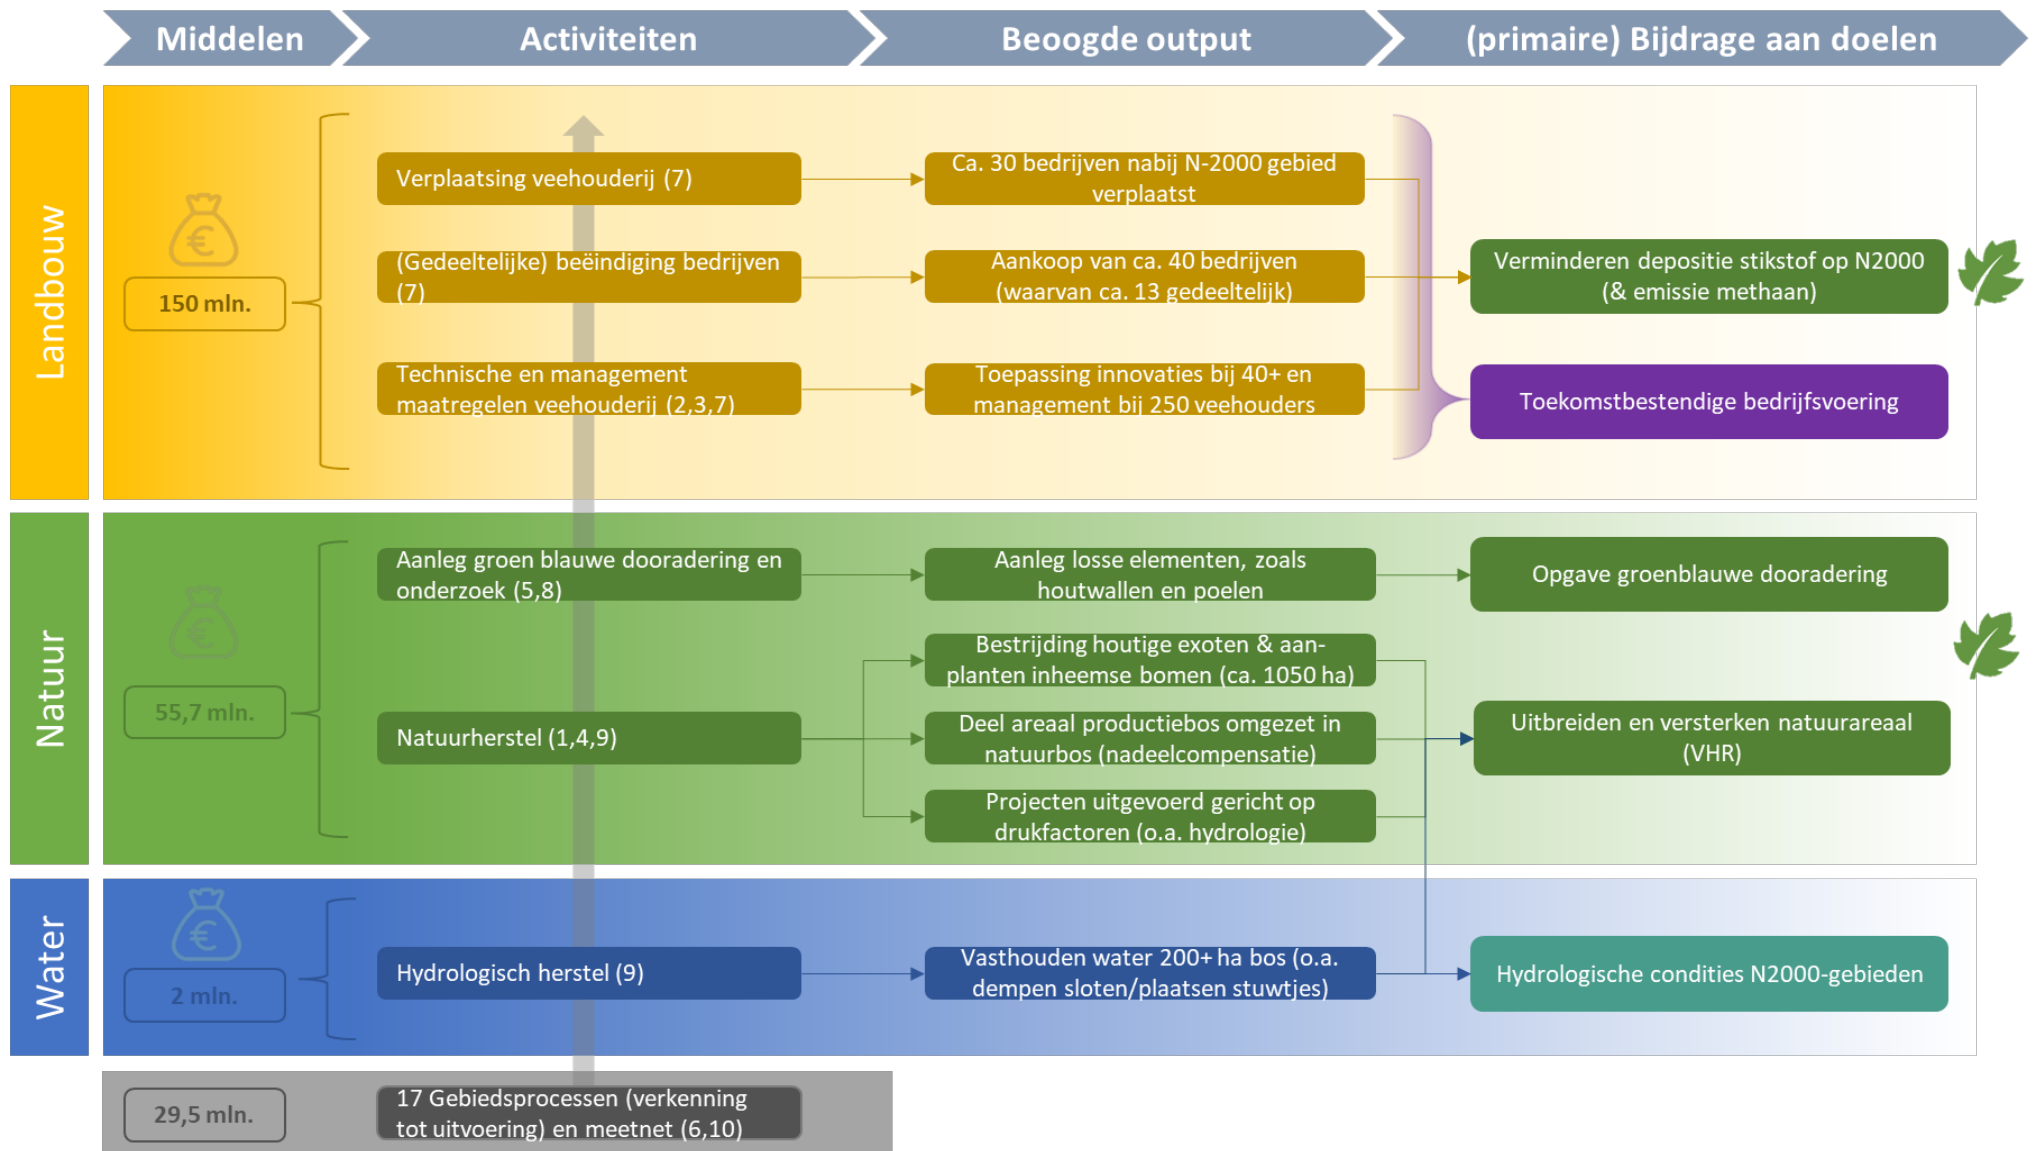 Middelen
Activiteiten
Beoogde output
(primaire) Bijdrage aan doelen
Landbouw
€
150 mln.
Verplaatsing veehouderij (7)
Ca. 30 bedrijven nabij N-2000 gebied
verplaatst
(Gedeeltelijke) beëindiging bedrijven
(7)
Aankoop van ca. 40 bedrijven
(waarvan ca. 13 gedeeltelijk)
Verminderen depositie stikstof op N2000
(& emissie methaan)
Technische en management
maatregelen veehouderij (2,3,7)
Toepassing innovaties bij 40+ en
management bij 250 veehouders
Toekomstbestendige bedrijfsvoering
Natuur
€
55,7 mln.
Aanleg groen blauwe dooradering en
onderzoek (5,8)
Aanleg losse elementen, zoals
houtwallen en poelen
Opgave groenblauwe dooradering
Natuurherstel (1,4,9)
Bestrijding houtige exoten & aan-
planten inheemse bomen (ca. 1050 ha)
Deel areaal productiebos omgezet in
natuurbos (nadeelcompensatie)
Projecten uitgevoerd gericht op
drukfactoren (o.a. hydrologie)
Uitbreiden en versterken natuurareaal
(VHR)
Water
€
2 mln.
Hydrologisch herstel (9)
Vasthouden water 200+ ha bos (o.a.
dempen sloten/plaatsen stuwtjes)
Hydrologische condities N2000-gebieden
29,5 mln.
17 Gebiedsprocessen (verkenning
tot uitvoering) en meetnet (6,10)